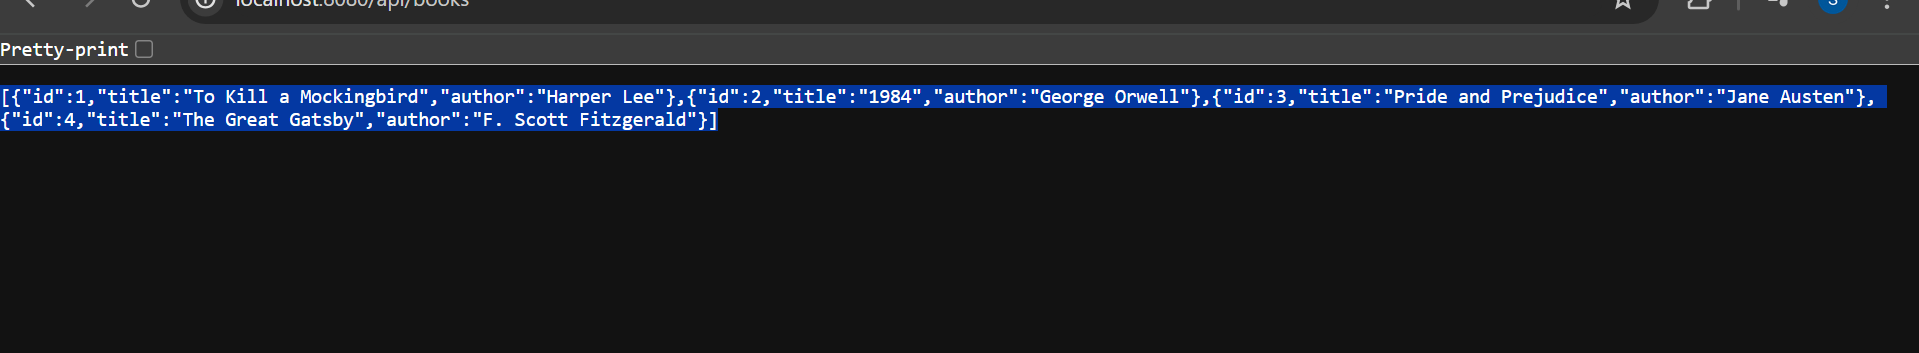 localhost:8080/api/books
S
Pretty-print
[{"id":1,"title":"To Kill a Mockingbird","author":"Harper Lee"},{"id":2,"title":"1984","author":"George Orwell"},{"id":3,"title":"Pride and Prejudice","author":"Jane Austen"},
{"id":4,"title":"The Great Gatsby","author":"F. Scott Fitzgerald"}]